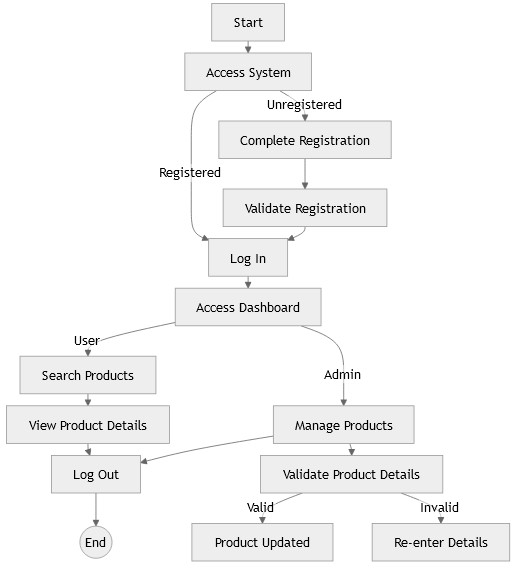 Start
Access System
Unregistered
Complete Registration
Registered
Validate Registration
Log In
Access Dashboard
User
Search Products
Admin
View Product Details
Manage Products
Log Out
Validate Product Details
Valid
Invalid
End
Product Updated
Re-enter Details